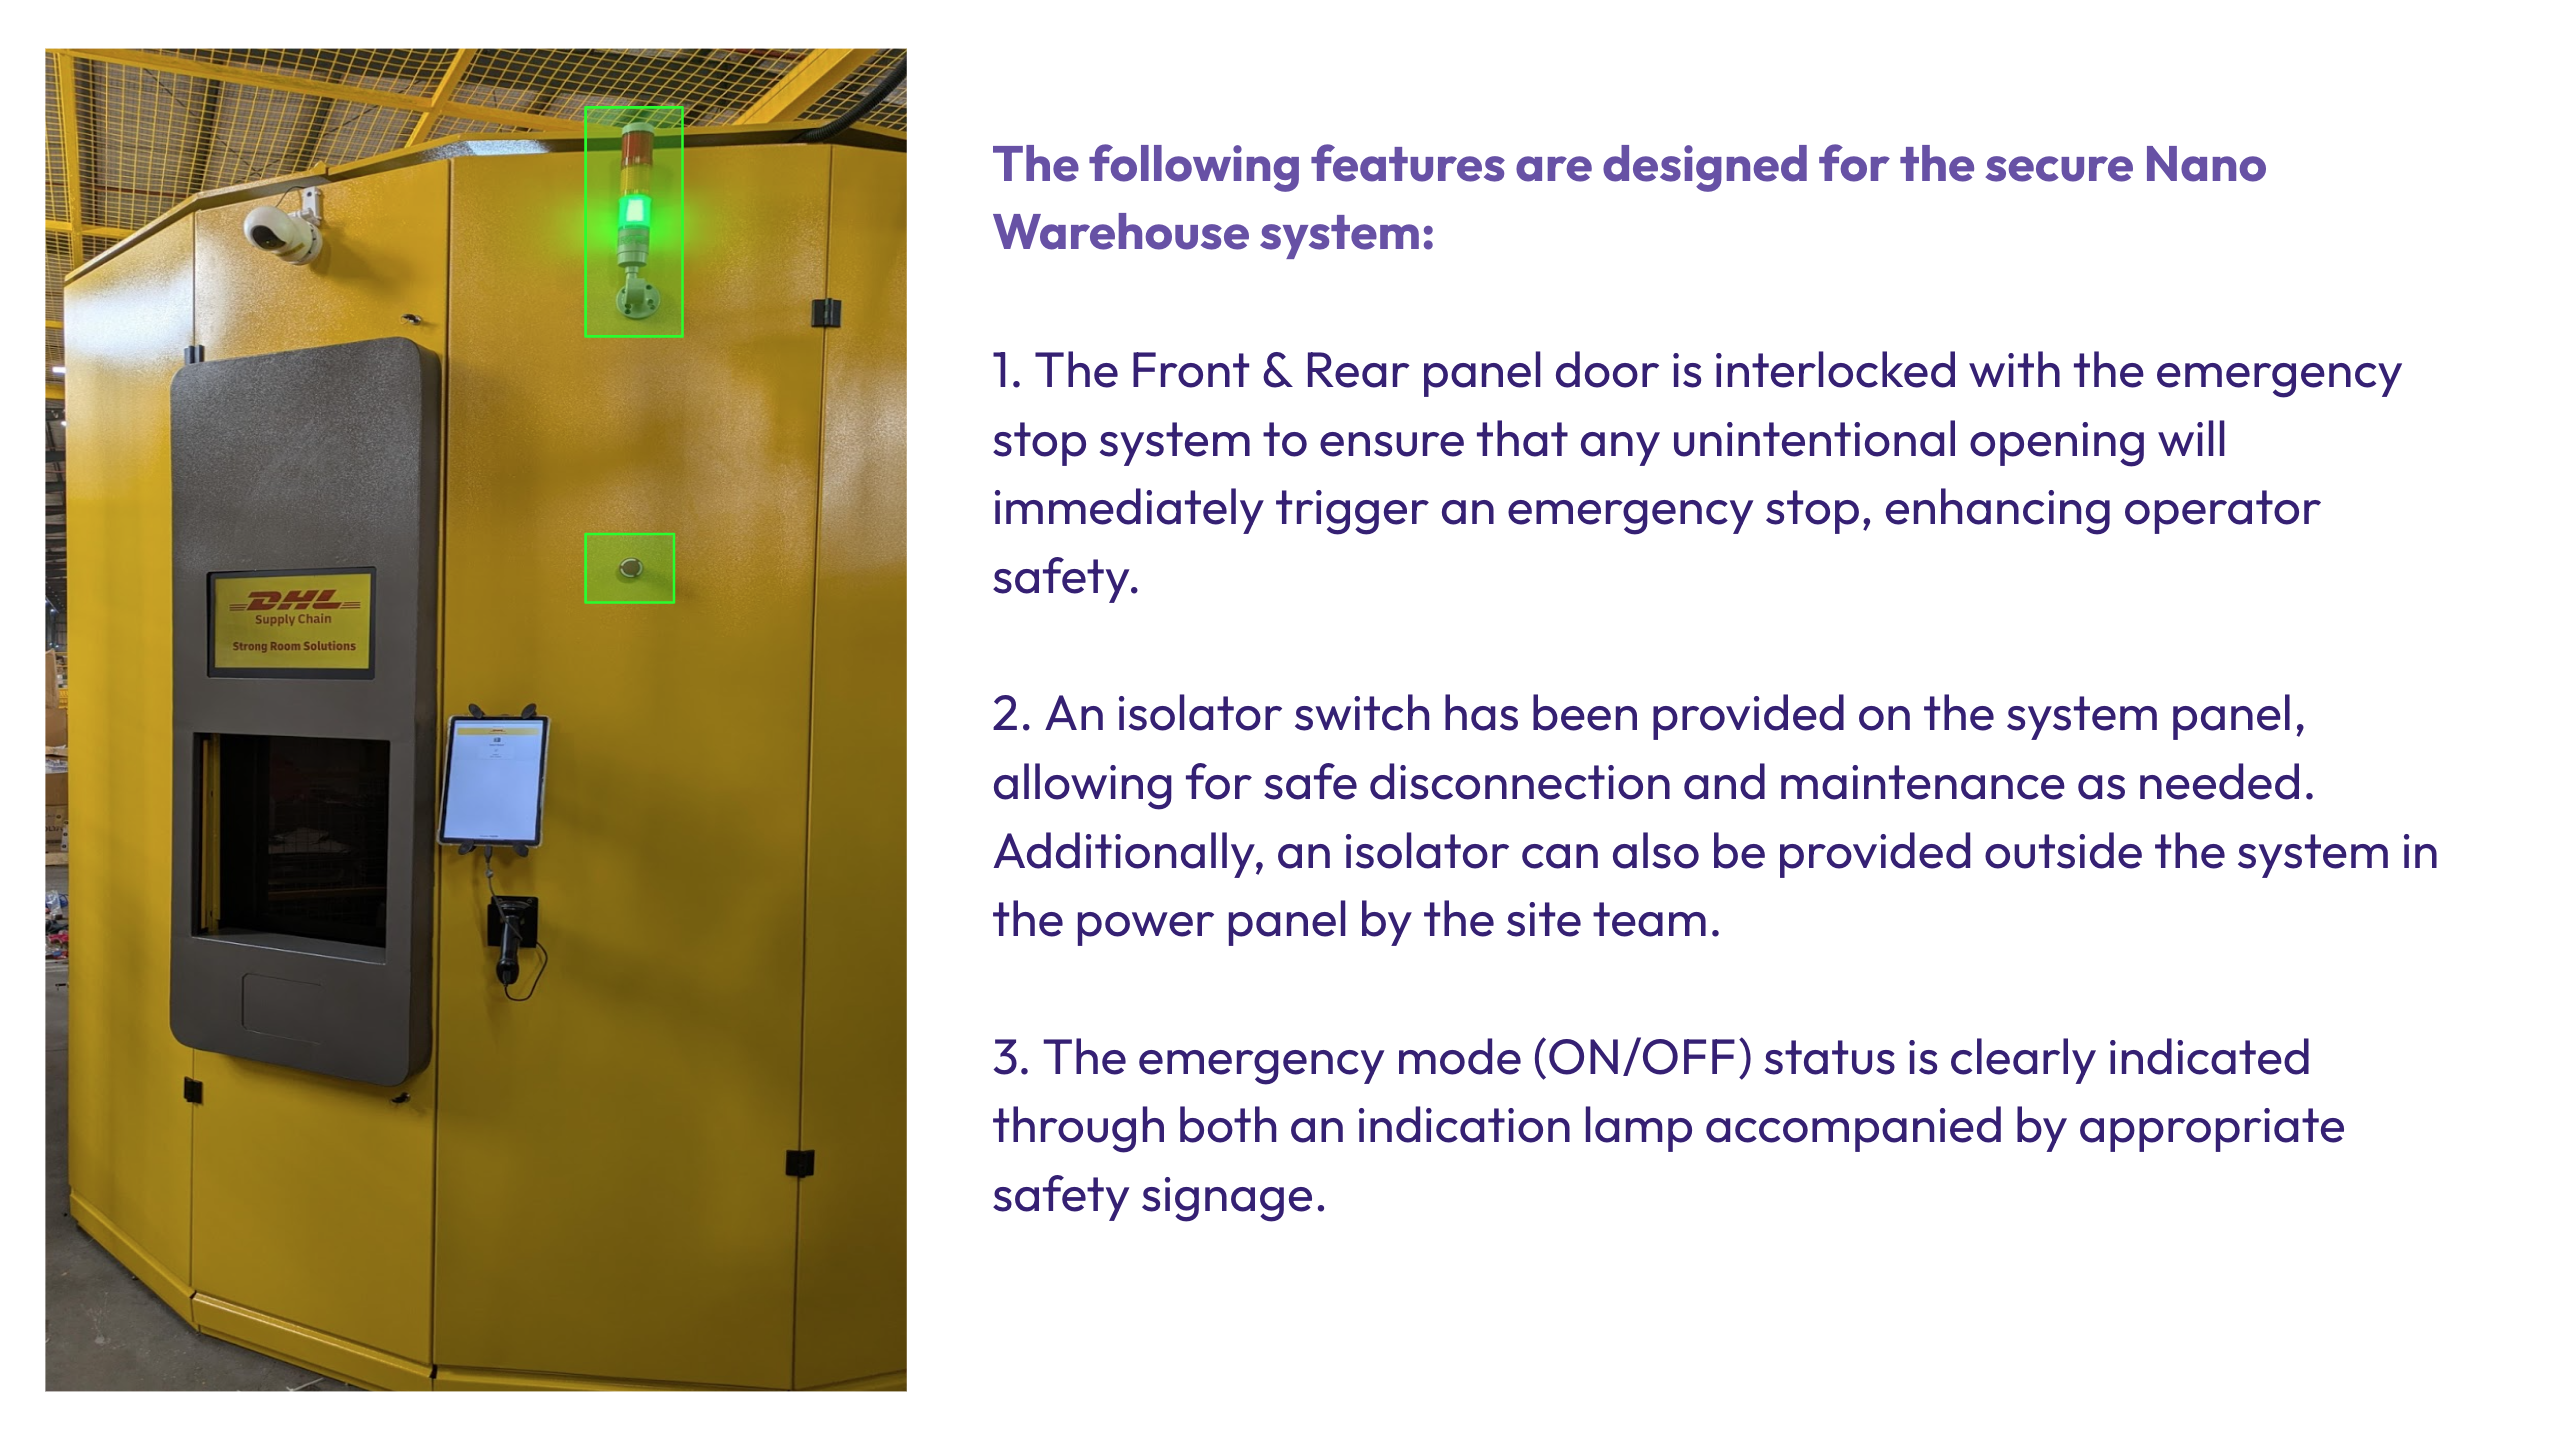 DHL
Supply Chain
Strong Room Solutions
The following features are designed for the secure Nano
Warehouse system:
1. The Front & Rear panel door is interlocked with the emergency
stop system to ensure that any unintentional opening will
immediately trigger an emergency stop, enhancing operator
safety.
2. An isolator switch has been provided on the system panel,
allowing for safe disconnection and maintenance as needed.
Additionally, an isolator can also be provided outside the system in
the power panel by the site team.
3. The emergency mode (ON/OFF) status is clearly indicated
through both an indication lamp accompanied by appropriate
safety signage.